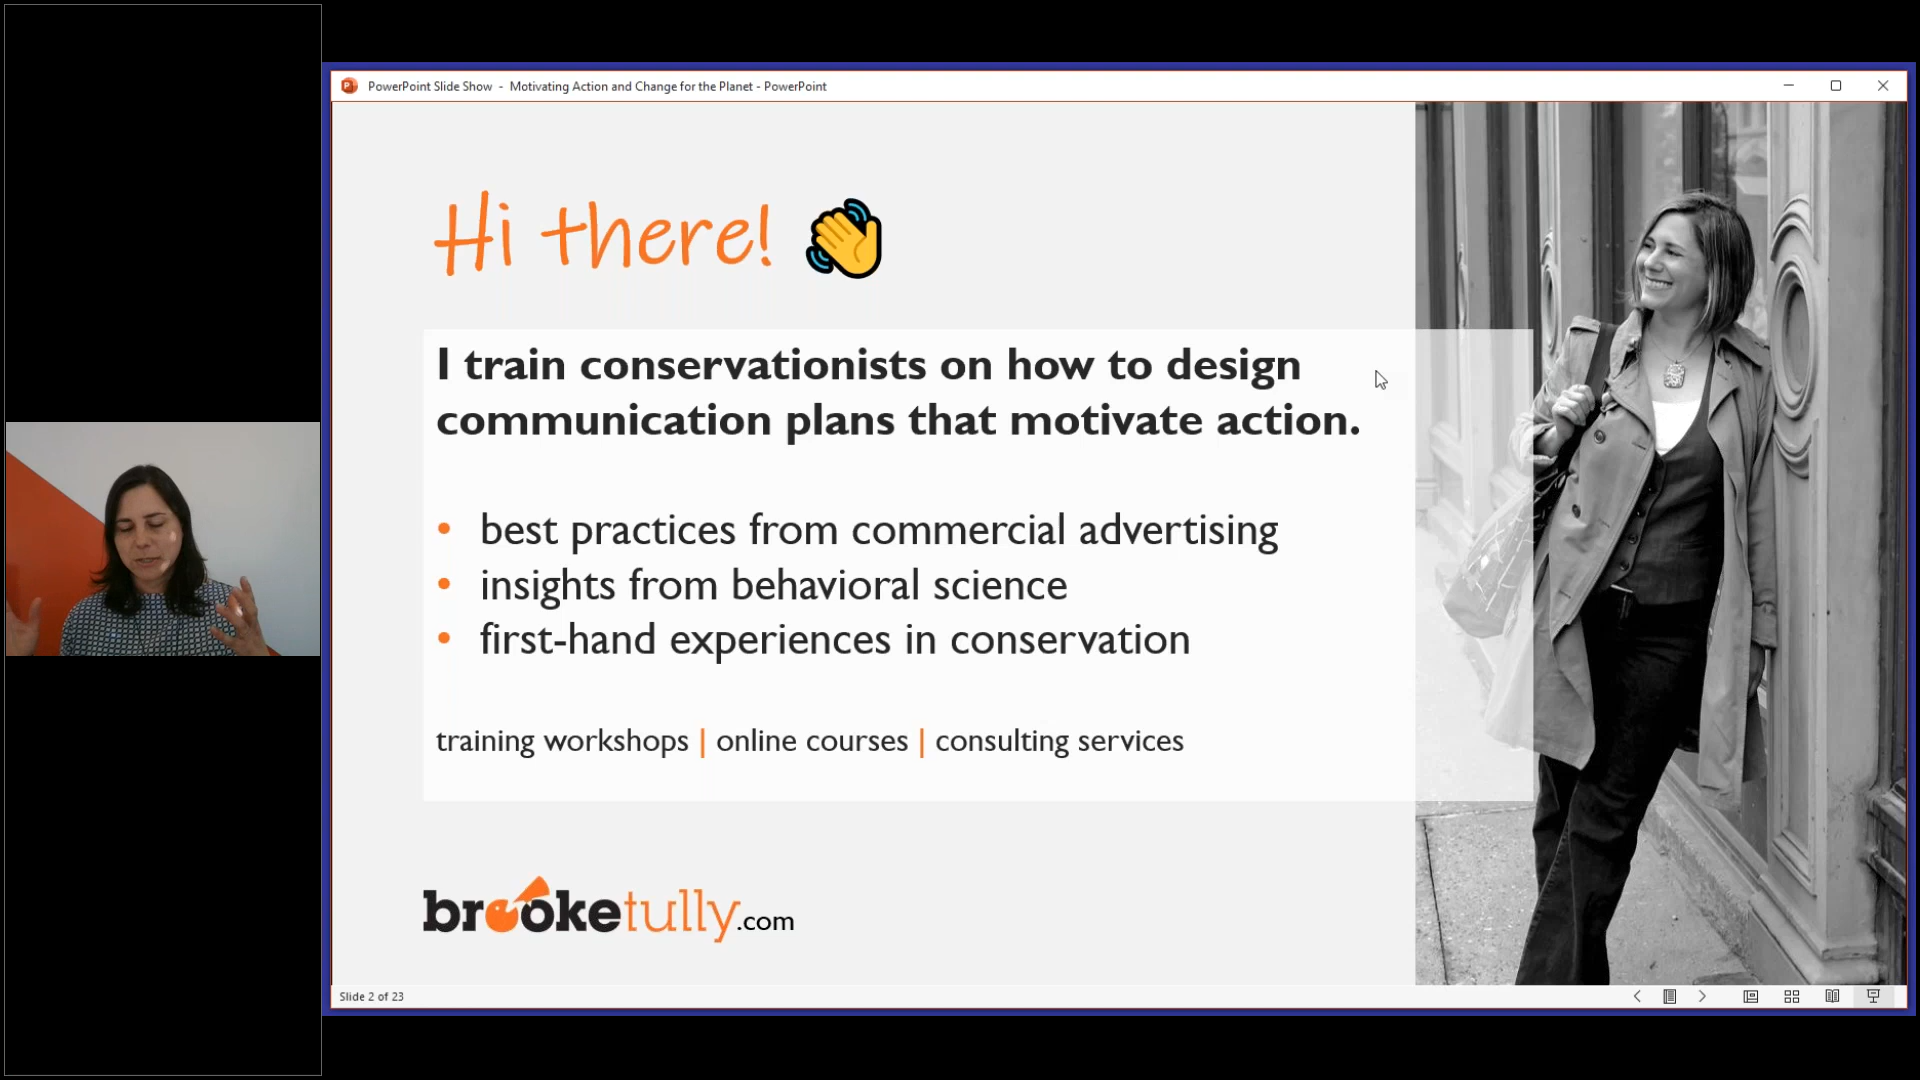 PowerPoint Slide Show - Motivating Action and Change for the Planet - PowerPoint
Hi there!
I train conservationists on how to design
communication plans that motivate action.
• best practices from commercial advertising
• insights from behavioral science
• first-hand experiences in conservation
training workshops | online courses | consulting services
brooketully.com
Slide 2 of 23